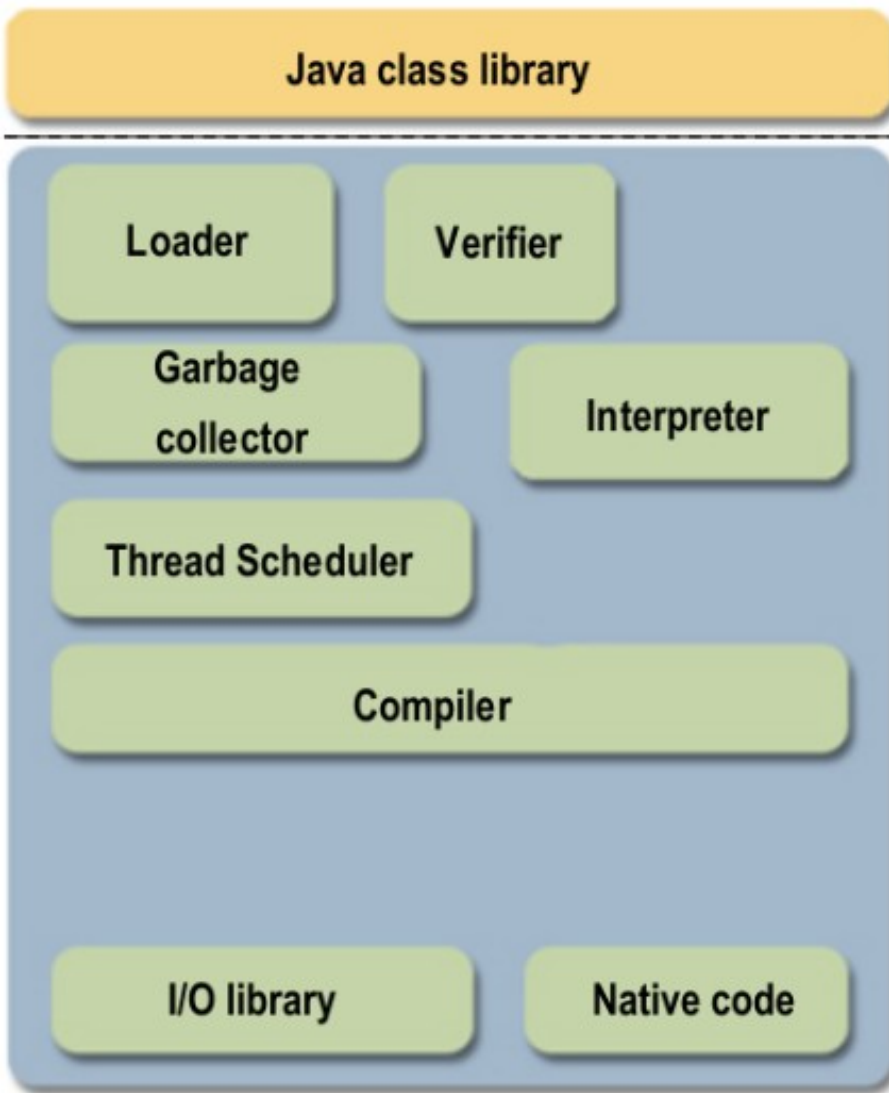 Java class library
Loader
Verifier
Garbage
collector
Interpreter
Thread Scheduler
Compiler
I/O library
Native code